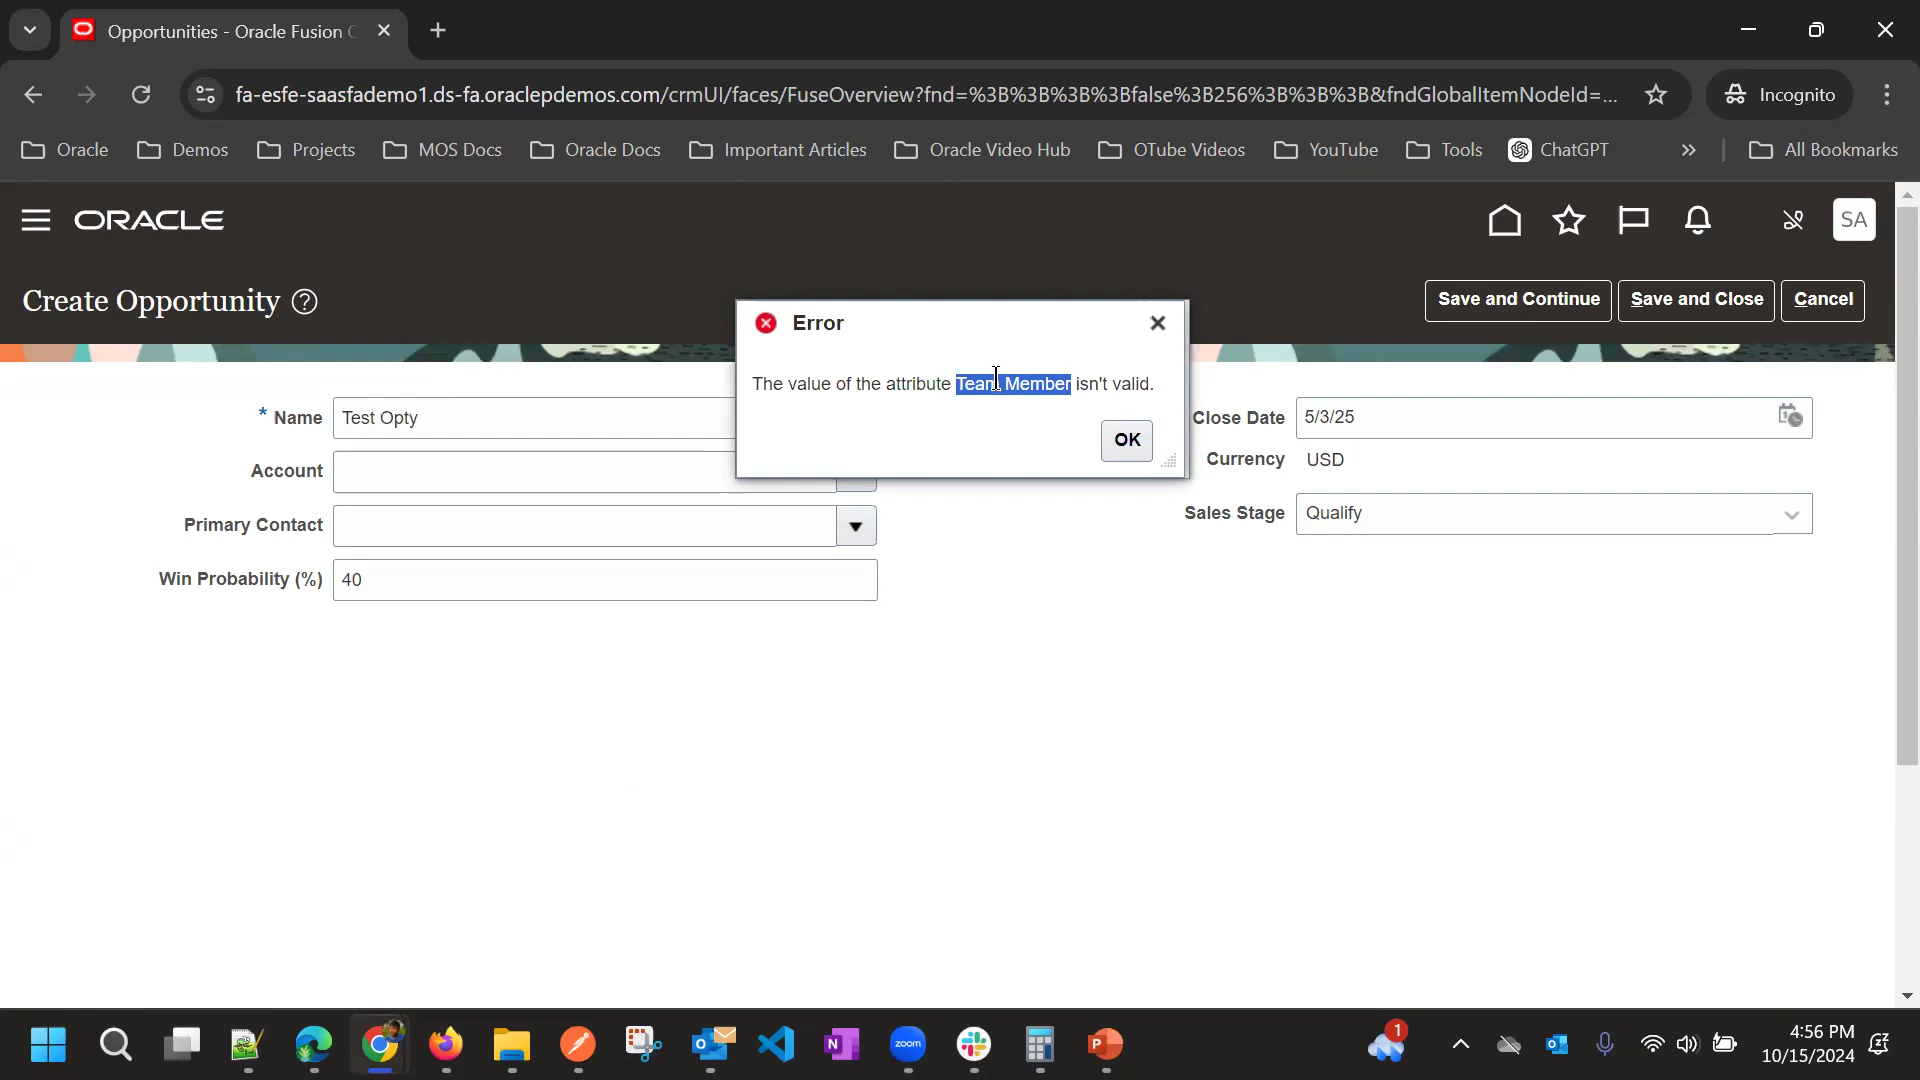 Opportunities - Oracle Fusion C
fa-esfe-saasfademo1.ds-fa.oraclepdemos.com/crmUI/faces/FuseOverview?fnd=%3B%3B%3B%3Bfalse%3B256%3B%3B%3B&fndGlobalItemNodeId=...
Incognito
Oracle
Demos
Projects
MOS Docs
Oracle Docs
Important Articles
Oracle Video Hub
OTube Videos
YouTube
Tools
ChatGPT
»
All Bookmarks
ORACLE
SA
Create Opportunity
Save and Continue
Save and Close
Cancel
Error
The value of the attribute Team Member isn't valid.
OK
* Name Test Opty
Account
Primary Contact
Win Probability (%) 40
Close Date 5/3/25
Currency USD
Sales Stage Qualify
zoom
1
4:56 PM
10/15/2024